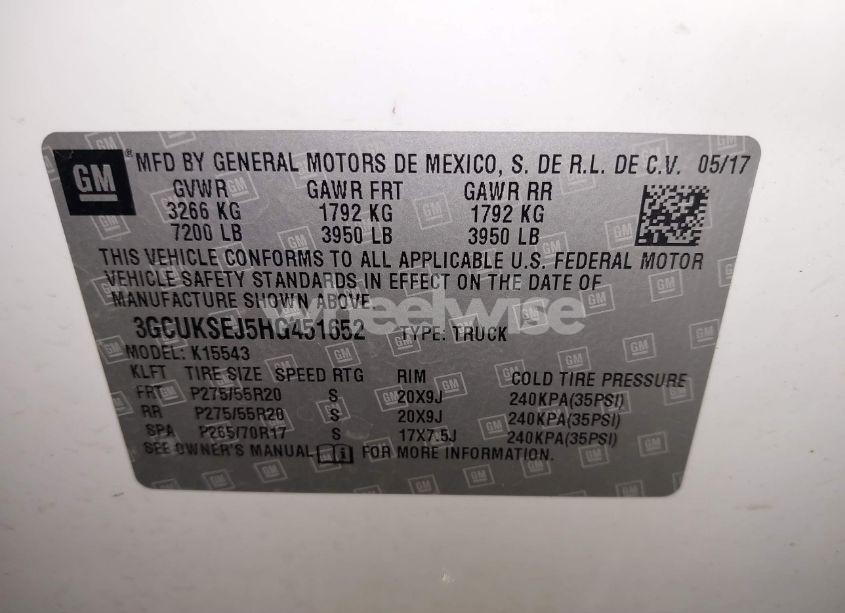 GM ® MFD BY GENERAL MOTORS DE MEXICO, S. DE R.L. DE C.V. 05/17
GVWR GAWR FRT GAWR RR
3266 KG 1792 KG 1792 KG
7200 LB 3950 LB 3950 LB
THIS VEHICLE CONFORMS TO ALL APPLICABLE U.S. FEDERAL MOTOR
VEHICLE SAFETY STANDARDS IN EFFECT ON THE DATE OF
MANUFACTURE SHOWN ABOVE.
wheelwise
3GCUKSEJ5HG451652 TYPE: TRUCK
MODEL: K15543
KLFT TIRE SIZE SPEED RTG RIM COLD TIRE PRESSURE
FRT P275/55R20 S 20X9J 240KPA(35PSI)
RR P275/55R20 S 20X9J 240KPA(35PSI)
SPA P265/70R17 S 17X7.5J 240KPA(35PSI)
SEE OWNER'S MANUAL i FOR MORE INFORMATION.